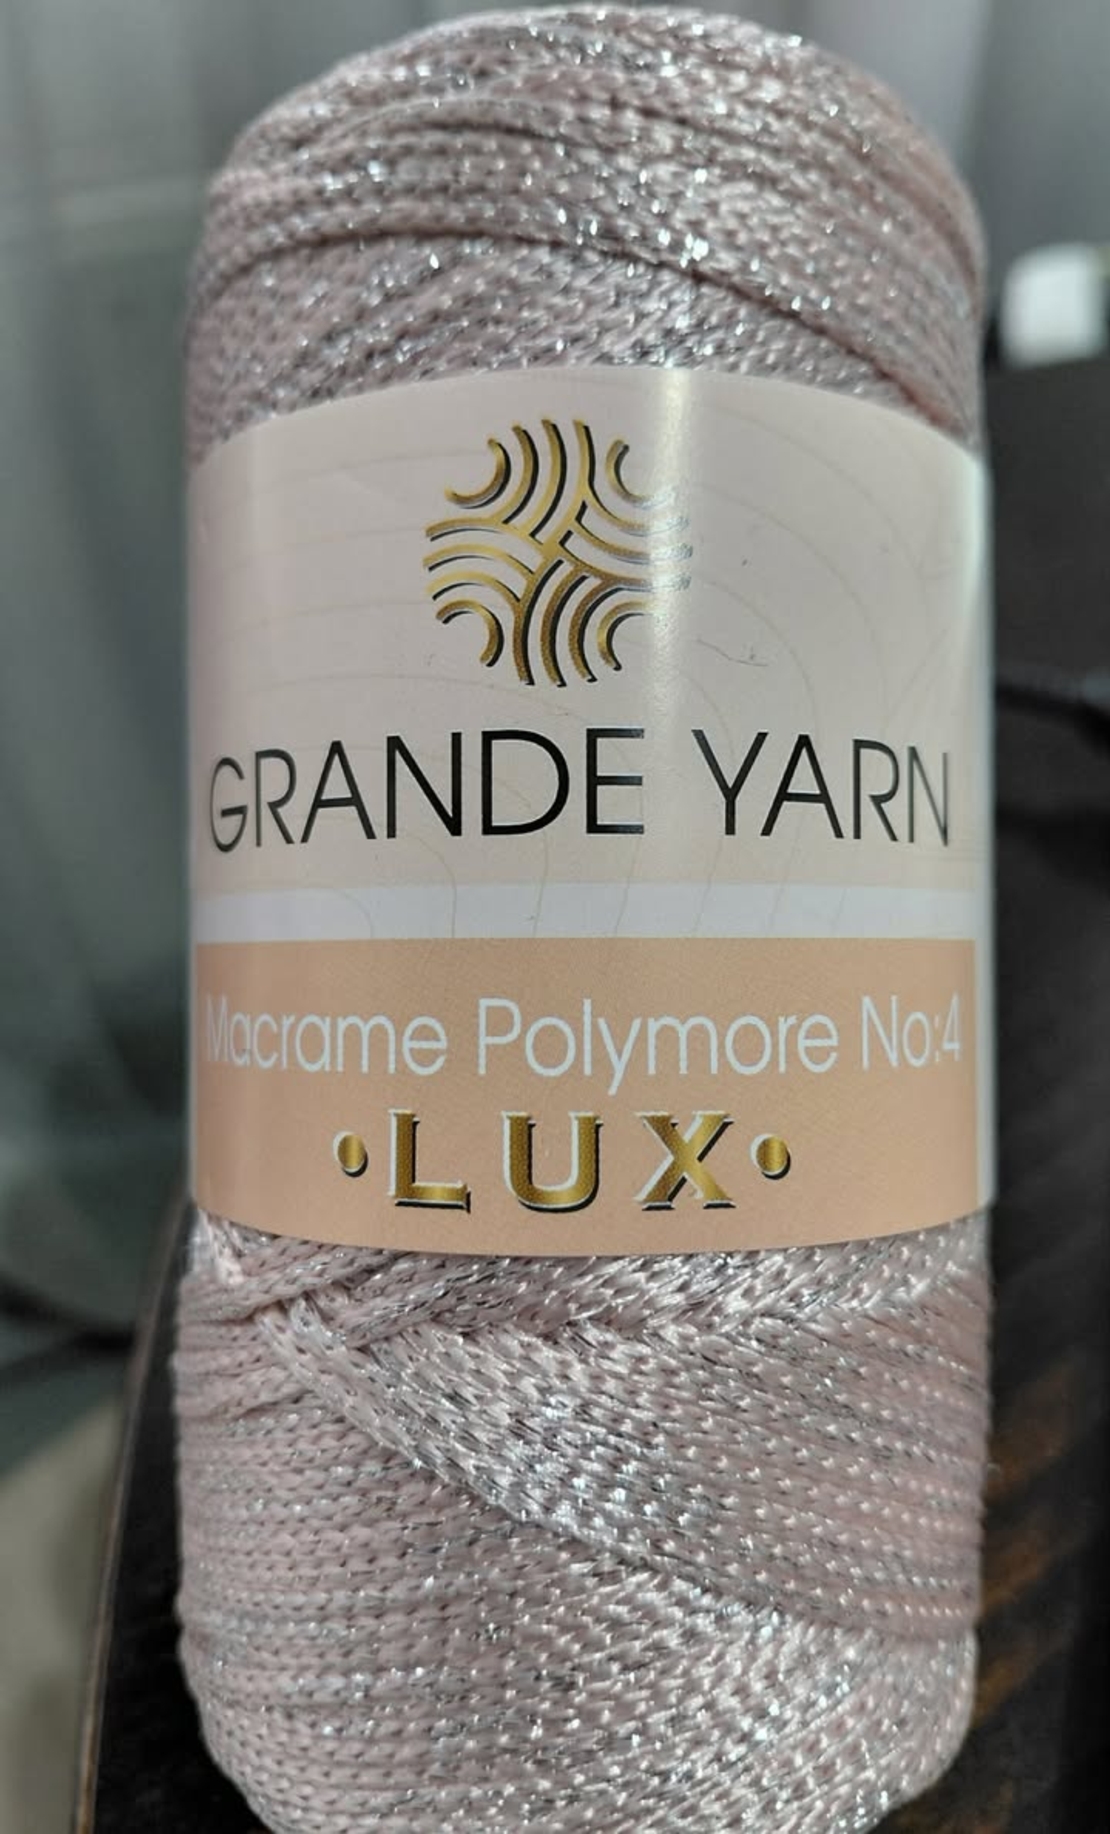 GRANDE YARN
Macrame Polymore No:4
•LUX•